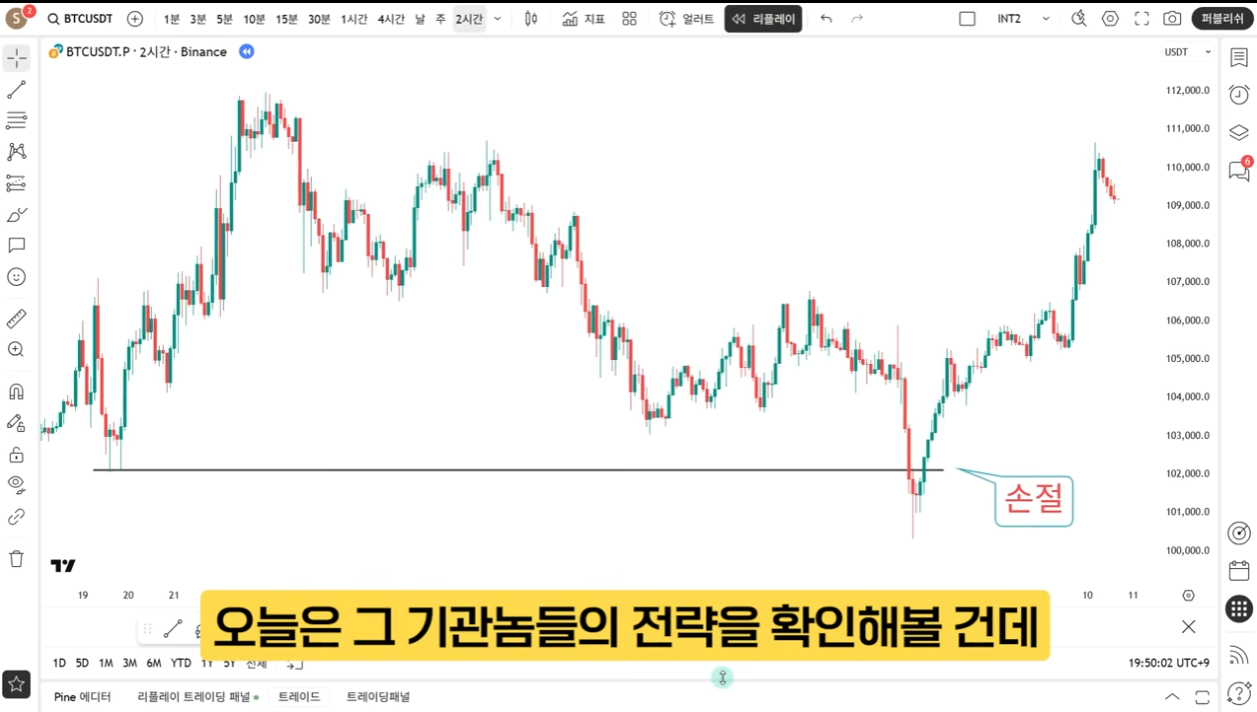 S 2 BTCUSDT 1분 3분 5분 10분 15분 30분 1시간 4시간 날 주 2시간 지표 얼러트 리플레이 INT2 퍼블리쉬
BTCUSDT.P · 2시간 · Binance
USDT
112,000.0
111,000.0
110,000.0
6
109,000.0
108,000.0
107,000.0
106,000.0
105,000.0
104,000.0
103,000.0
102,000.0
손절
101,000.0
100,000.0
19 20 21 10 11
오늘은 그 기관놈들의 전략을 확인해볼 건데
1D 5D 1M 3M 6M YTD 1Y 5Y 전체 19:50:02 UTC+9
Pine 에디터 리플레이 트레이딩 패널 트레이드 트레이딩패널